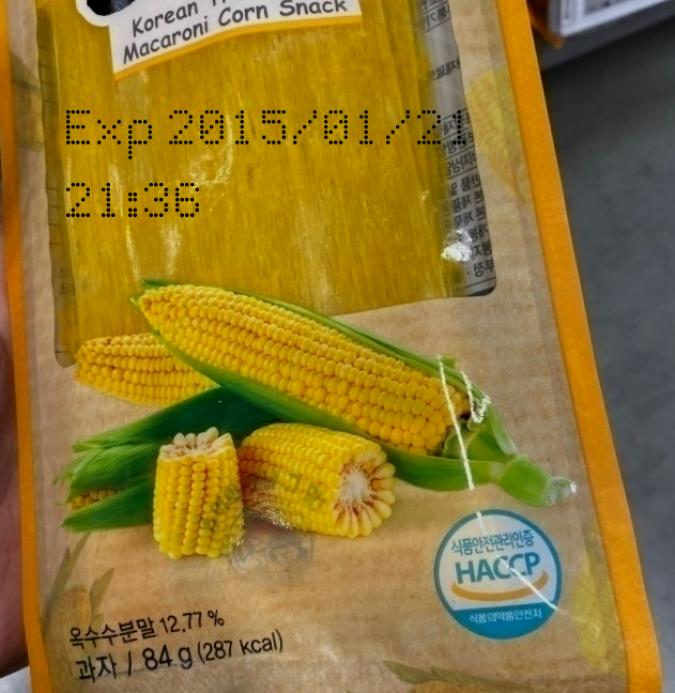 Korean
Macaroni Corn Snack
Exp 2015/01/21
21:36
식품안전관리인증
HACCP
식품의약품안전처
옥수수분말 12.77 %
과자 / 84 g (287 kcal)